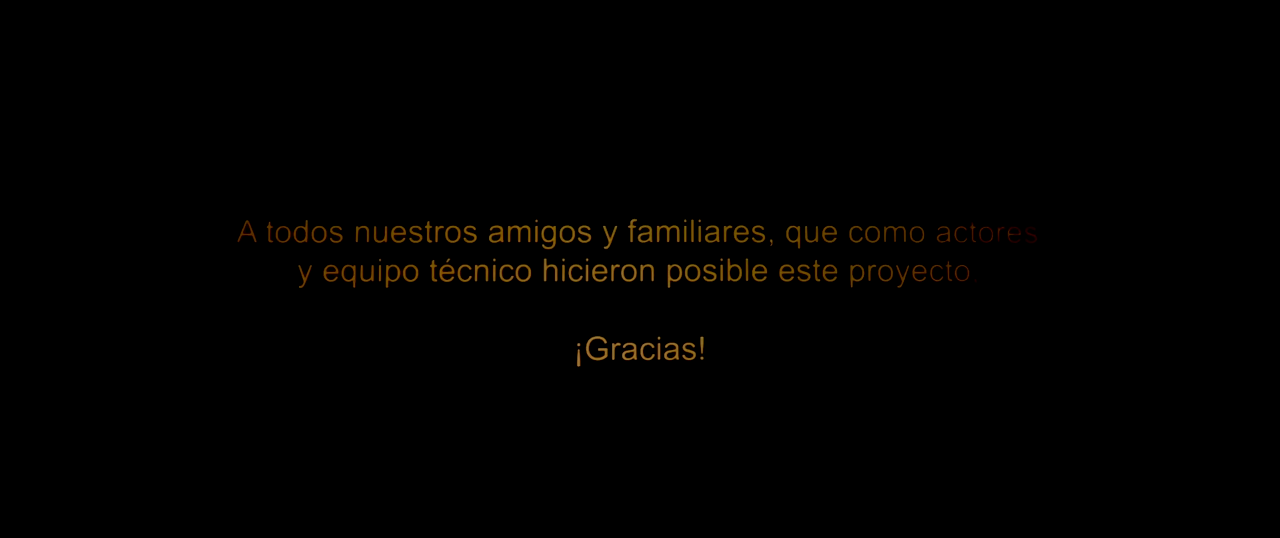 A todos nuestros amigos y familiares, que como actores
y equipo técnico hicieron posible este proyecto
¡Gracias!